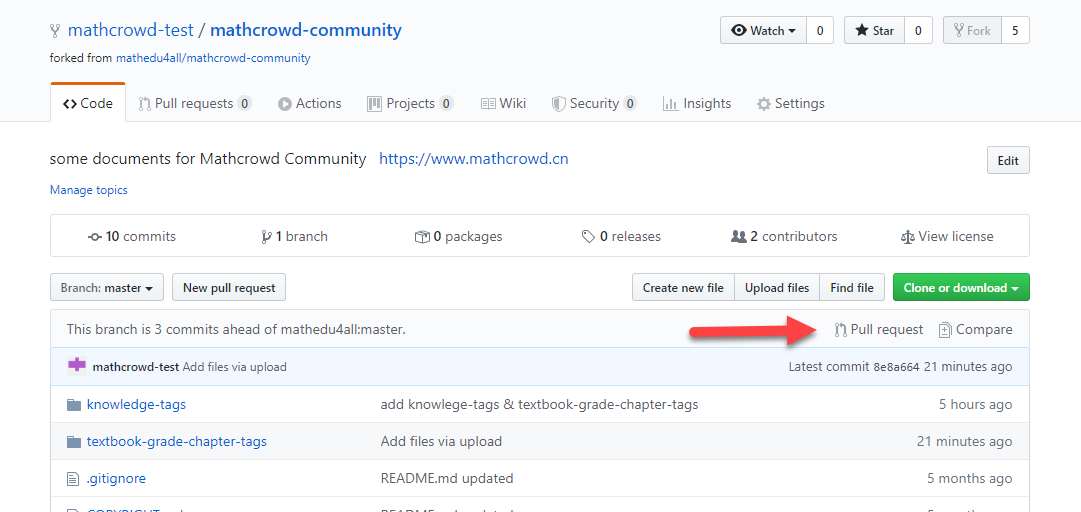 mathcrowd-test / mathcrowd-community
Watch 0 Star 0 Fork 5
forked from mathedu4all/mathcrowd-community
Code Pull requests 0 Actions Projects 0 Wiki Security 0 Insights Settings
some documents for Mathcrowd Community https://www.mathcrowd.cn
Edit
Manage topics
10 commits 1 branch 0 packages 0 releases 2 contributors View license
Branch: master New pull request Create new file Upload files Find file Clone or download
This branch is 3 commits ahead of mathedu4all:master. Pull request Compare
mathcrowd-test Add files via upload Latest commit 8e8a664 21 minutes ago
knowledge-tags add knowlege-tags & textbook-grade-chapter-tags 5 hours ago
textbook-grade-chapter-tags Add files via upload 21 minutes ago
.gitignore README.md updated 5 months ago